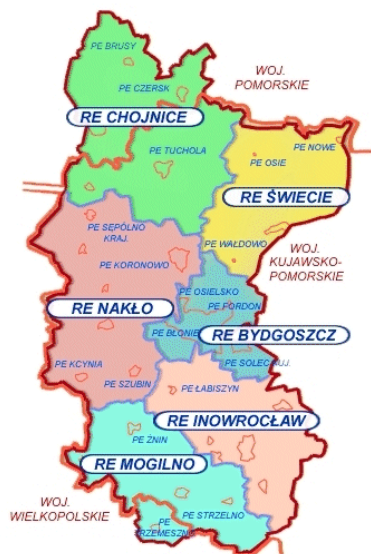 PE BRUSY
WOJ.
POMORSKIE
PE CZERSK
RE CHOJNICE
PE NOWE
PE TUCHOLA
PE OSIE
RE ŚWIECIE
PE SĘPÓLNO
KRAJ.
PE WAŁDOWO
WOJ.
KUJAWSKO-
POMORSKIE
PE KORONOWO
PE OSIELSKO
PE FORDON
RE NAKŁO
PE BŁONIE
RE BYDGOSZCZ
PE KCYNIA
PE SOLEC KUJ.
PE SZUBIN
PE ŁABISZYN
RE INOWROCŁAW
PE ŻNIN
RE MOGILNO
WOJ.
WIELKOPOLSKIE
PE STRZELNO
PE
TRZEMESZNO